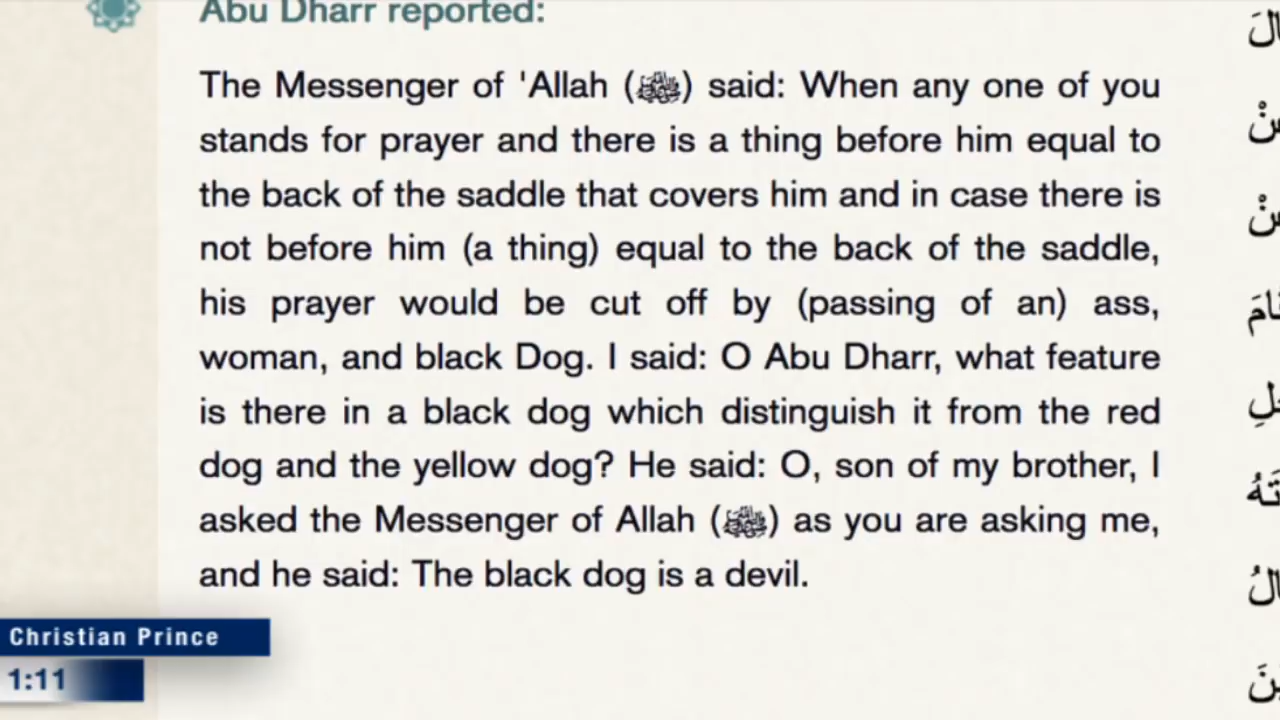 Abu Dharr reported:
The Messenger of 'Allah (ﷺ) said: When any one of you
stands for prayer and there is a thing before him equal to
the back of the saddle that covers him and in case there is
not before him (a thing) equal to the back of the saddle,
his prayer would be cut off by (passing of an) ass,
woman, and black Dog. I said: O Abu Dharr, what feature
is there in a black dog which distinguish it from the red
dog and the yellow dog? He said: O, son of my brother, I
asked the Messenger of Allah (ﷺ) as you are asking me,
and he said: The black dog is a devil.
Christian Prince
1:11